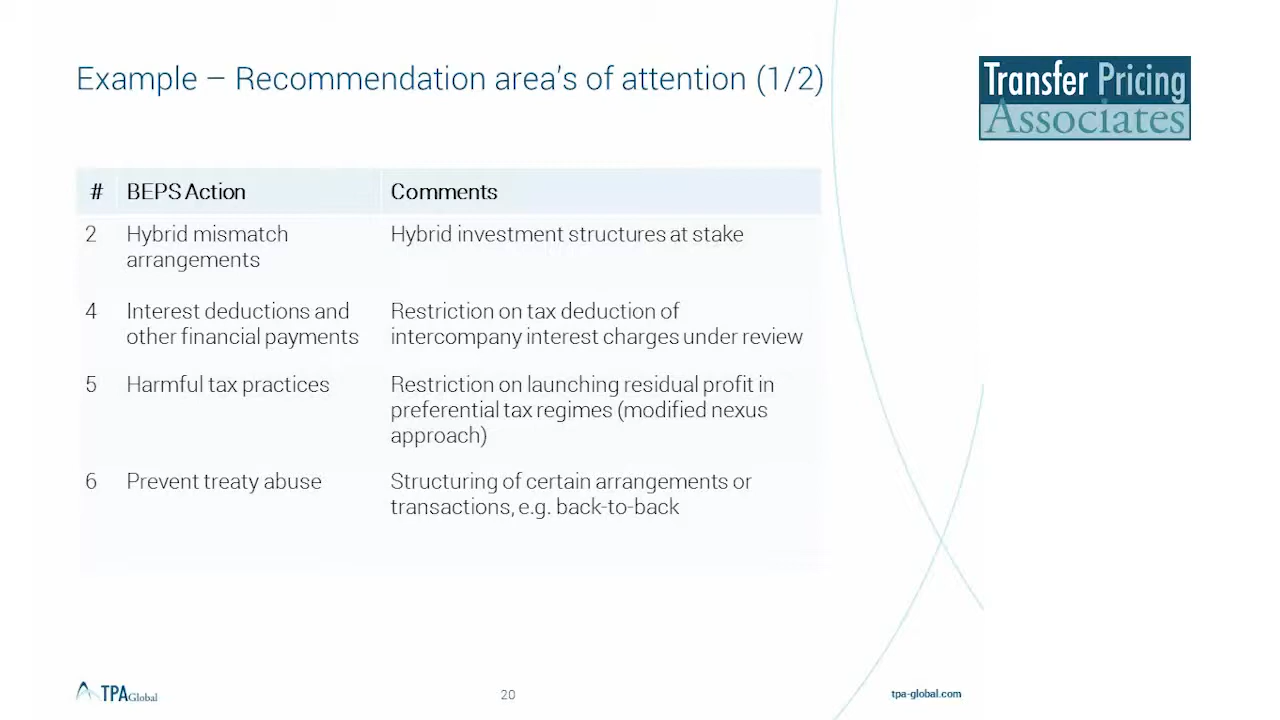 Example – Recommendation area's of attention (1/2)
Transfer Pricing
Associates
# BEPS Action Comments
2 Hybrid mismatch Hybrid investment structures at stake
arrangements
4 Interest deductions and Restriction on tax deduction of
other financial payments intercompany interest charges under review
5 Harmful tax practices Restriction on launching residual profit in
preferential tax regimes (modified nexus
approach)
6 Prevent treaty abuse Structuring of certain arrangements or
transactions, e.g. back-to-back
TPA Global 20 tpa-global.com